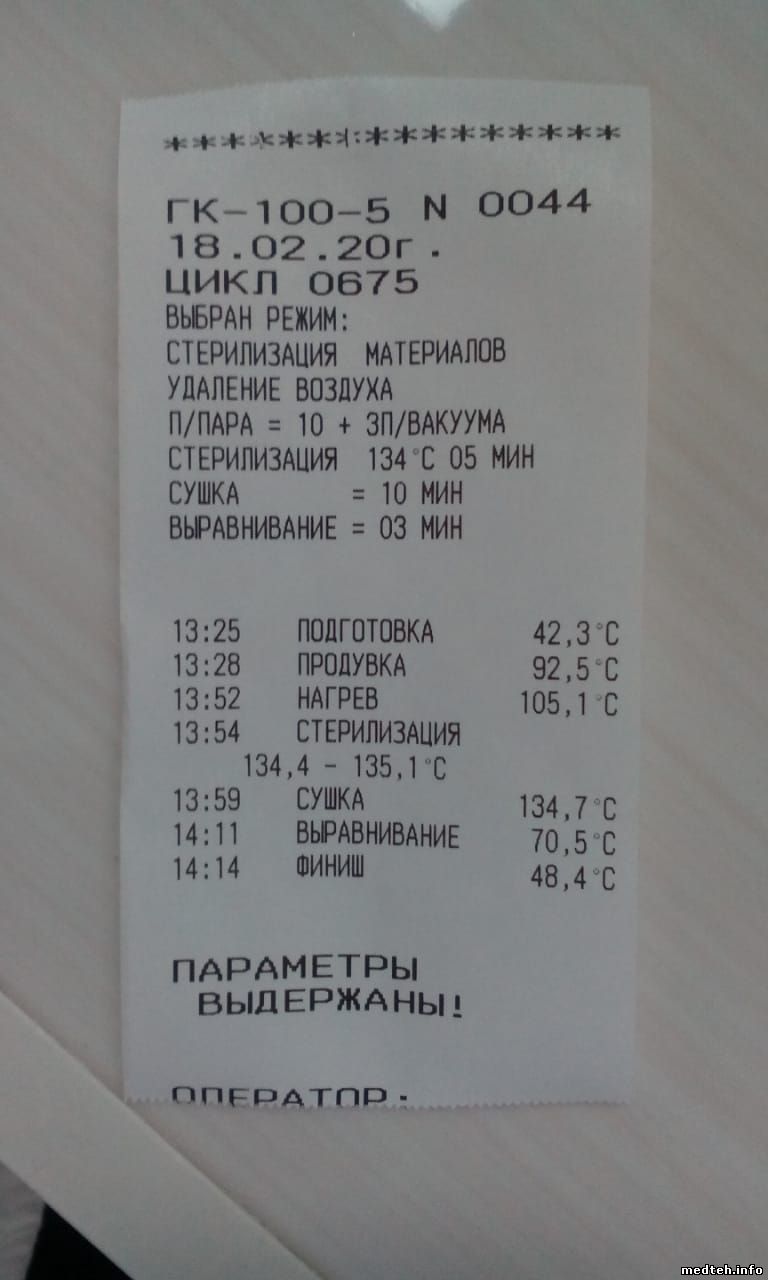 *****************
ГК-100-5 N 0044
18.02.20г.
ЦИКЛ 0675
ВЫБРАН РЕЖИМ:
СТЕРИЛИЗАЦИЯ МАТЕРИАЛОВ
УДАЛЕНИЕ ВОЗДУХА
П/ПАРА = 10 + 3П/ВАКУУМА
СТЕРИЛИЗАЦИЯ 134°С 05 МИН
СУШКА = 10 МИН
ВЫРАВНИВАНИЕ = 03 МИН
13:25 ПОДГОТОВКА 42,3°С
13:28 ПРОДУВКА 92,5°С
13:52 НАГРЕВ 105,1°С
13:54 СТЕРИЛИЗАЦИЯ
134,4 - 135,1°С
13:59 СУШКА 134,7°С
14:11 ВЫРАВНИВАНИЕ 70,5°С
14:14 ФИНИШ 48,4°С
ПАРАМЕТРЫ
ВЫДЕРЖАНЫ!
ОПЕРАТОР:
medteh.info